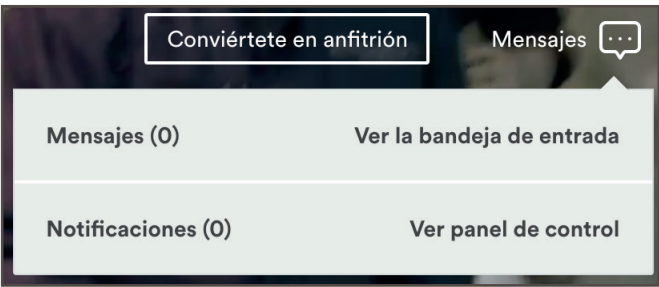 Conviértete en anfitrión Mensajes
Mensajes (0) Ver la bandeja de entrada
Notificaciones (0) Ver panel de control